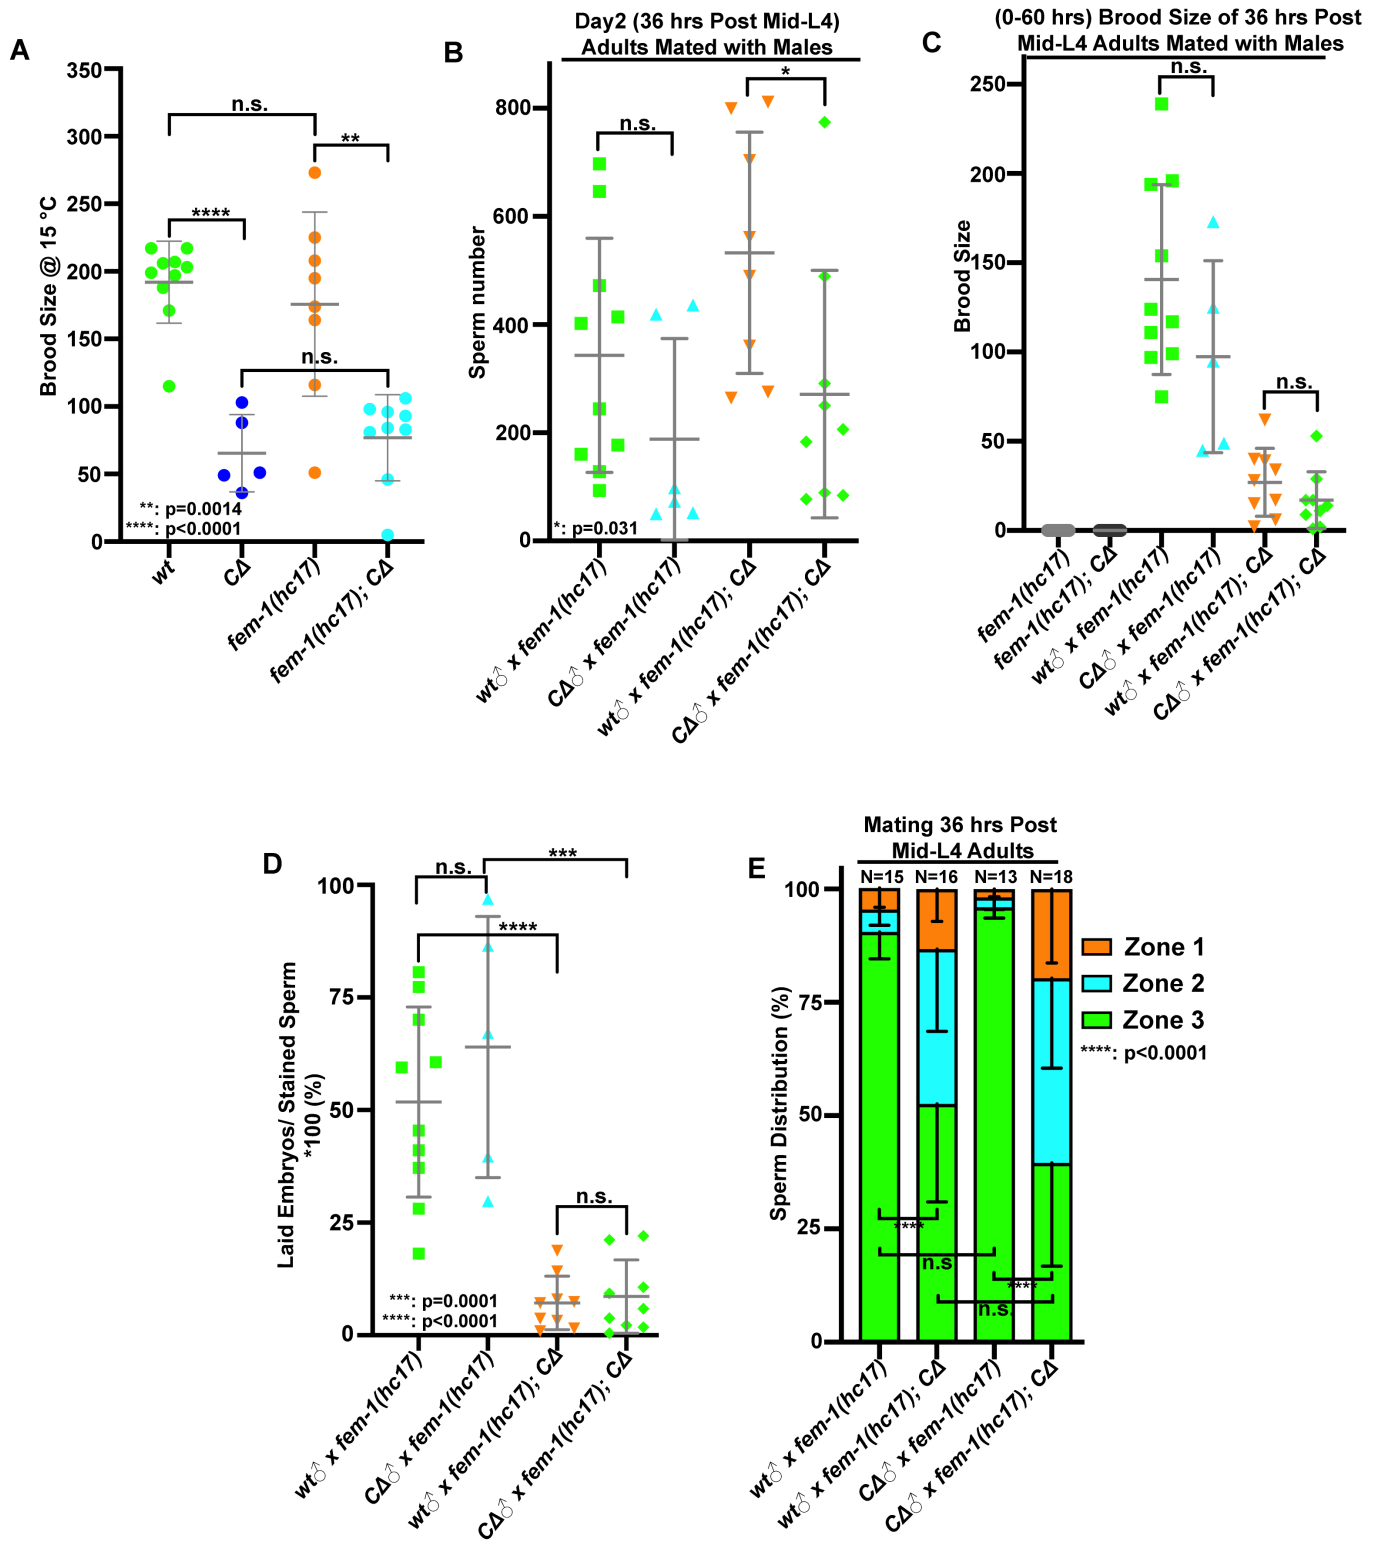 A
350
300
250
200
150
100
50
0
Brood Size @ 15 °C
n.s.
**
****
n.s.
**: p=0.0014
****: p<0.0001
wt
CΔ
fem-1(hc17)
fem-1(hc17); CΔ
B
Day2 (36 hrs Post Mid-L4)
Adults Mated with Males
800
600
400
200
0
Sperm number
n.s.
*
*: p=0.031
wt♂ x fem-1(hc17)
CΔ♂ x fem-1(hc17)
wt♂ x fem-1(hc17); CΔ
CΔ♂ x fem-1(hc17); CΔ
C
(0-60 hrs) Brood Size of 36 hrs Post
Mid-L4 Adults Mated with Males
250
200
150
100
50
0
Brood Size
n.s.
n.s.
fem-1(hc17)
fem-1(hc17); CΔ
wt♂ x fem-1(hc17)
CΔ♂ x fem-1(hc17)
wt♂ x fem-1(hc17); CΔ
CΔ♂ x fem-1(hc17); CΔ
D
100
75
50
25
0
Laid Embryos/ Stained Sperm
*100 (%)
n.s.
***
****
n.s.
***: p=0.0001
****: p<0.0001
wt♂ x fem-1(hc17)
CΔ♂ x fem-1(hc17)
wt♂ x fem-1(hc17); CΔ
CΔ♂ x fem-1(hc17); CΔ
E
Mating 36 hrs Post
Mid-L4 Adults
N=15 N=16 N=13 N=18
100
75
50
25
0
Sperm Distribution (%)
****
n.s
****
n.s.
Zone 1
Zone 2
Zone 3
****: p<0.0001
wt♂ x fem-1(hc17)
wt♂ x fem-1(hc17); CΔ
CΔ♂ x fem-1(hc17)
CΔ♂ x fem-1(hc17); CΔ